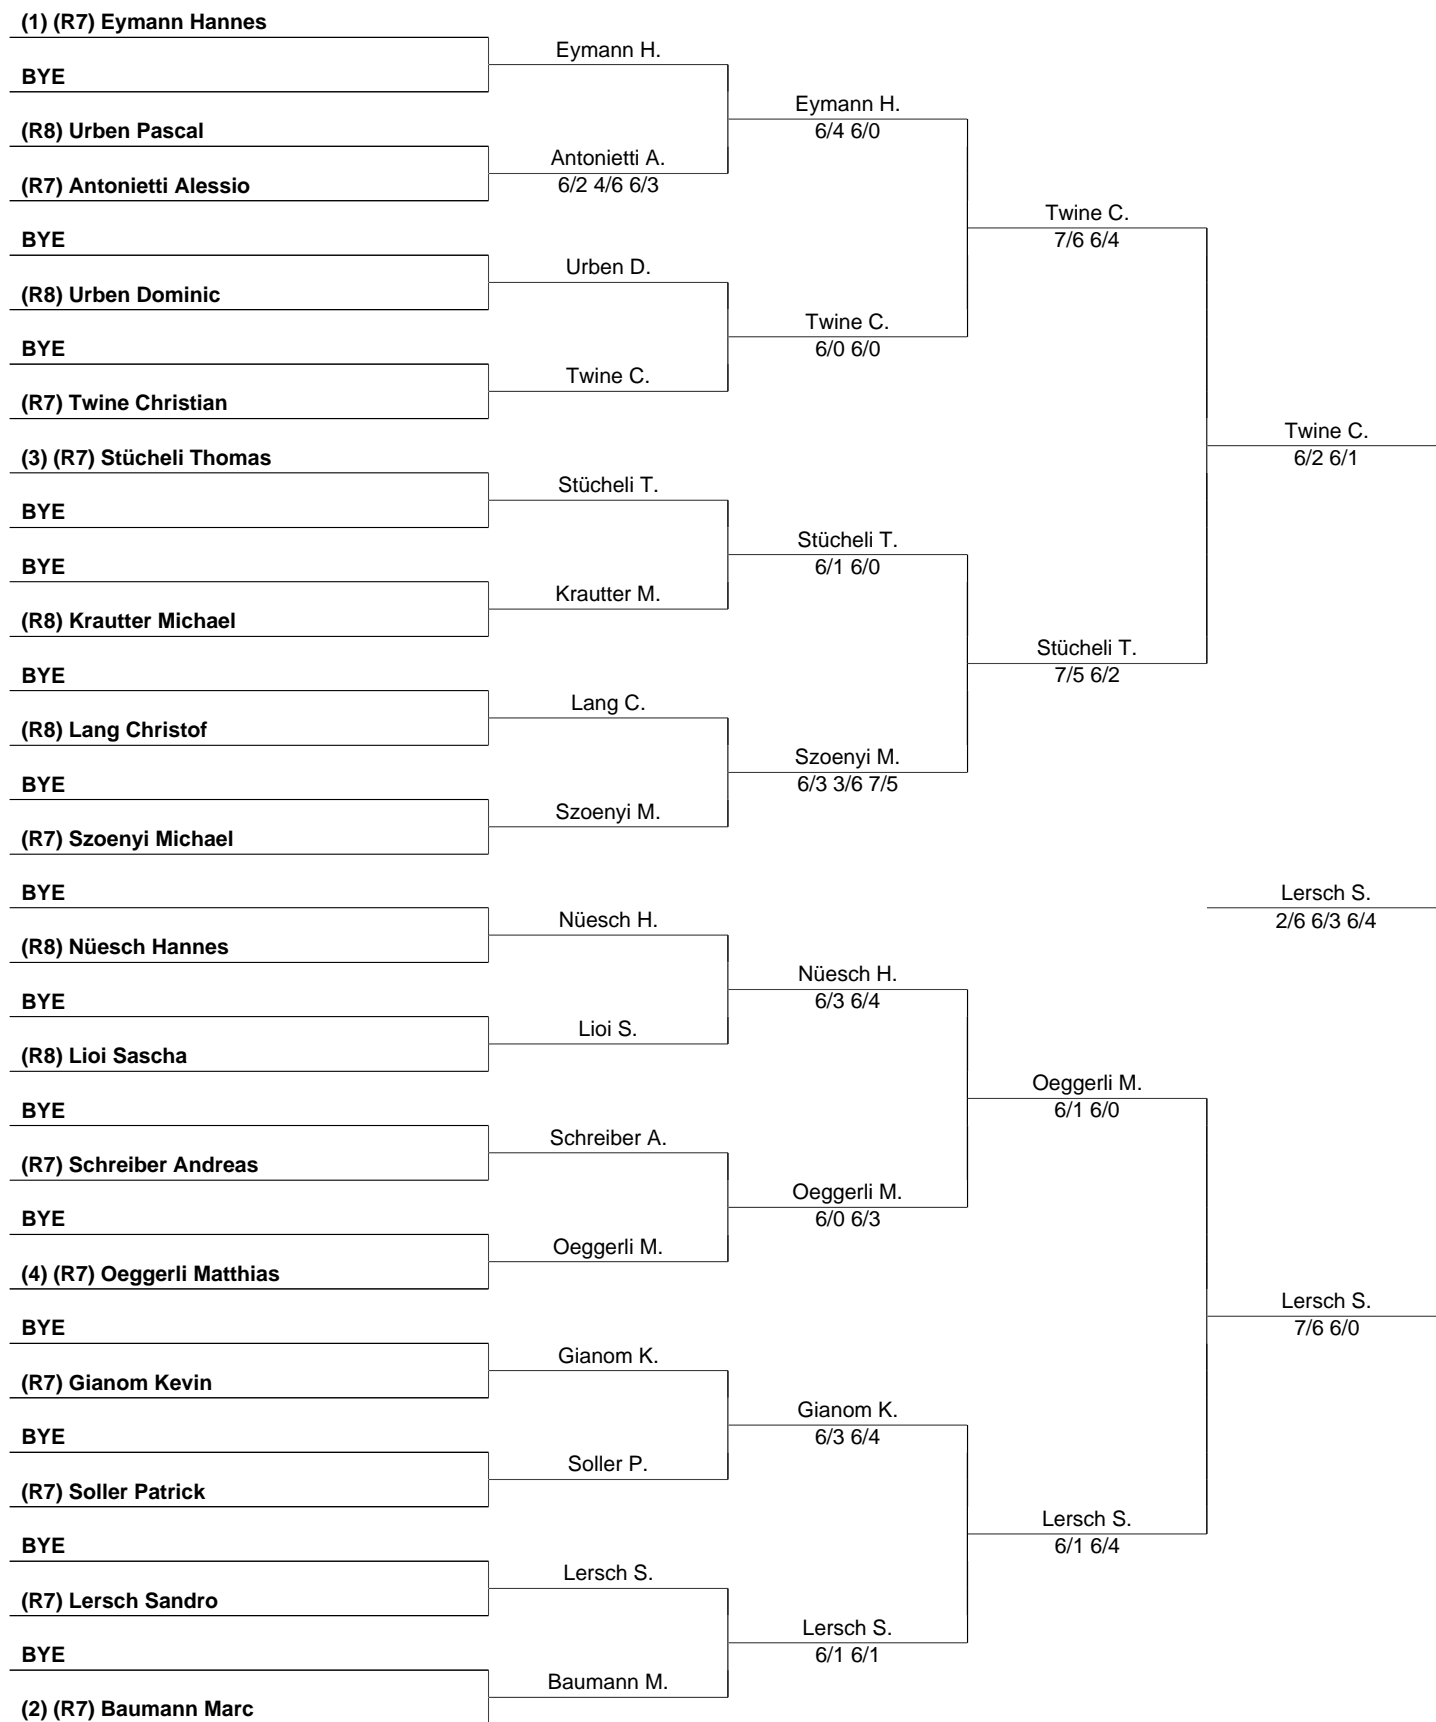 (1) (R7) Eymann Hannes
BYE
(R8) Urben Pascal
(R7) Antonietti Alessio
BYE
(R8) Urben Dominic
BYE
(R7) Twine Christian
(3) (R7) Stücheli Thomas
BYE
BYE
(R8) Krautter Michael
BYE
(R8) Lang Christof
BYE
(R7) Szoenyi Michael
BYE
(R8) Nüesch Hannes
BYE
(R8) Lioi Sascha
BYE
(R7) Schreiber Andreas
BYE
(4) (R7) Oeggerli Matthias
BYE
(R7) Gianom Kevin
BYE
(R7) Soller Patrick
BYE
(R7) Lersch Sandro
BYE
(2) (R7) Baumann Marc
Eymann H.
Antonietti A.
6/2 4/6 6/3
Urben D.
Twine C.
Stücheli T.
Krautter M.
Lang C.
Szoenyi M.
Nüesch H.
Lioi S.
Schreiber A.
Oeggerli M.
Gianom K.
Soller P.
Lersch S.
Baumann M.
Eymann H.
6/4 6/0
Twine C.
6/0 6/0
Stücheli T.
6/1 6/0
Szoenyi M.
6/3 3/6 7/5
Nüesch H.
6/3 6/4
Oeggerli M.
6/0 6/3
Gianom K.
6/3 6/4
Lersch S.
6/1 6/1
Twine C.
7/6 6/4
Stücheli T.
7/5 6/2
Oeggerli M.
6/1 6/0
Lersch S.
6/1 6/4
Twine C.
6/2 6/1
Lersch S.
2/6 6/3 6/4
Lersch S.
7/6 6/0